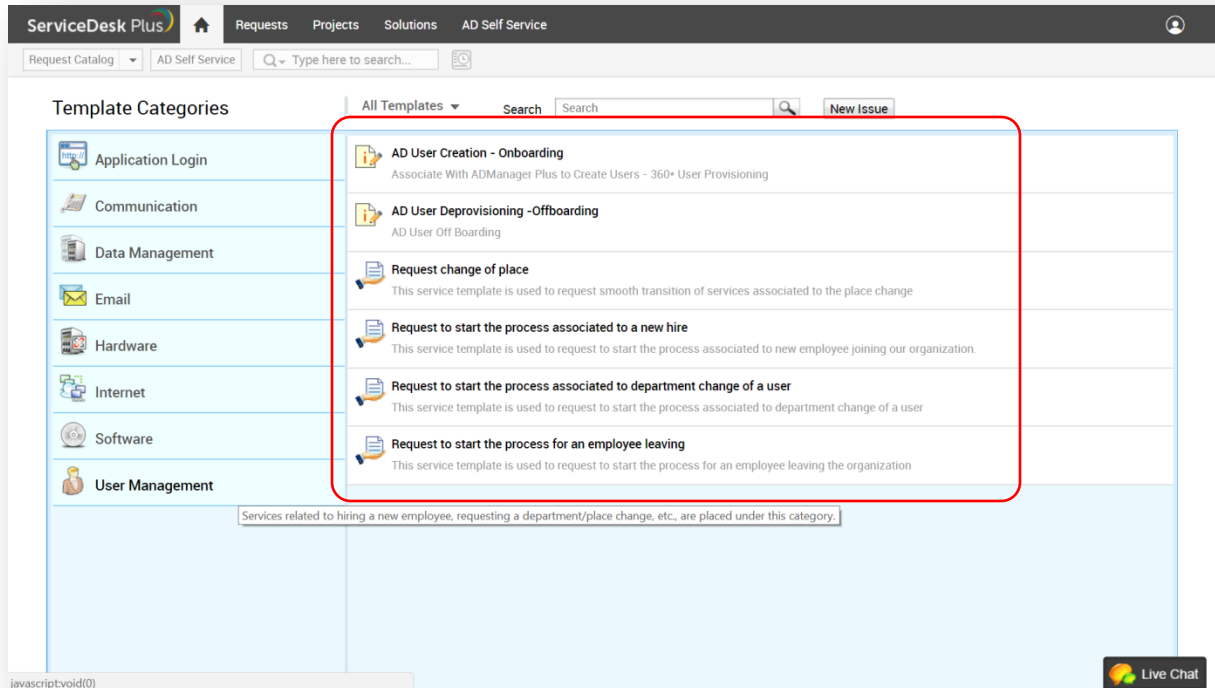 ServiceDesk Plus
Requests
Projects
Solutions
AD Self Service
Request Catalog
AD Self Service
Type here to search...
Template Categories
All Templates
Search
Search
New Issue
http://
Application Login
Communication
Data Management
Email
Hardware
Internet
Software
User Management
AD User Creation - Onboarding
Associate With ADManager Plus to Create Users - 360• User Provisioning
AD User Deprovisioning -Offboarding
AD User Off Boarding
Request change of place
This service template is used to request smooth transition of services associated to the place change
Request to start the process associated to a new hire
This service template is used to request to start the process associated to new employee joining our organization.
Request to start the process associated to department change of a user
This service template is used to request to start the process associated to department change of a user
Request to start the process for an employee leaving
This service template is used to request to start the process for an employee leaving the organization
Services related to hiring a new employee, requesting a department/place change, etc., are placed under this category.
javascript:void(0)
Live Chat